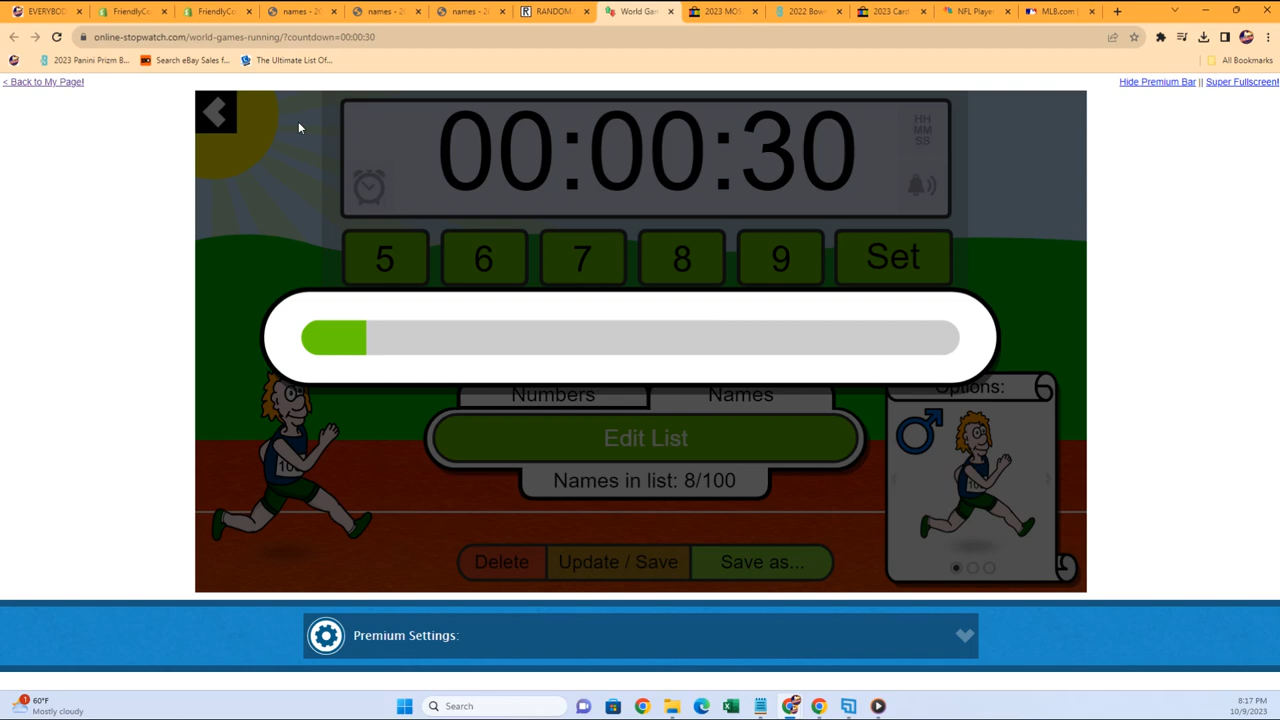 EVERYBOD
FriendlyCo
FriendlyCo
names - 20
names - 20
names - 20
RANDOM.
World Gam
2023 MOS
2022 Bow
2023 Card
NFL Player
MLB.com |
online-stopwatch.com/world-games-running/?countdown=00:00:30
2023 Panini Prizm B...
Search eBay Sales f...
The Ultimate List Of...
All Bookmarks
< Back to My Page!
Hide Premium Bar || Super Fullscreen!
00:00:30
HH
MM
SS
5 6 7 8 9 Set
Numbers
Names
Options:
Edit List
Names in list: 8/100
Delete
Update / Save
Save as...
Premium Settings:
1
60°F
Mostly cloudy
Search
8:17 PM
10/9/2023